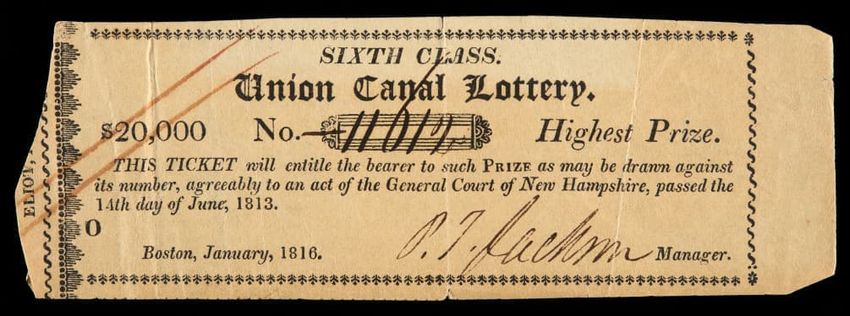 SIXTH CLASS.
Union Canal Lottery.
$20,000 No. 11612 Highest Prize.
THIS TICKET will entitle the bearer to such PRIZE as may be drawn against
its number, agreeably to an act of the General Court of New Hampshire, passed the
14th day of June, 1813.
O
Boston, January, 1816. P. T. Jackson Manager.
ELIOT,